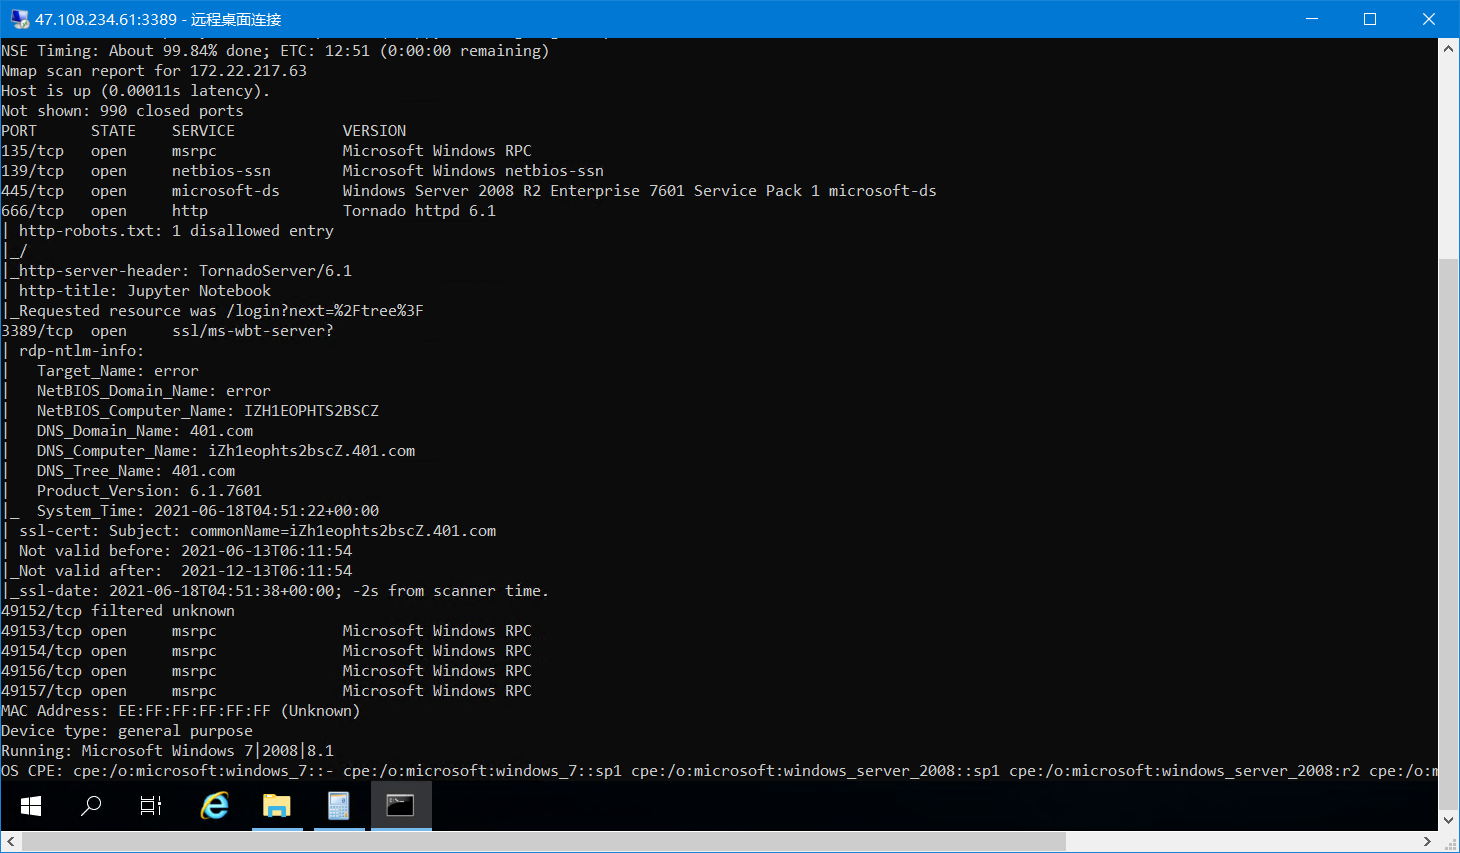 47.108.234.61:3389 - 远程桌面连接
NSE Timing: About 99.84% done; ETC: 12:51 (0:00:00 remaining)
Nmap scan report for 172.22.217.63
Host is up (0.00011s latency).
Not shown: 990 closed ports
PORT      STATE    SERVICE            VERSION
135/tcp   open     msrpc              Microsoft Windows RPC
139/tcp   open     netbios-ssn        Microsoft Windows netbios-ssn
445/tcp   open     microsoft-ds       Windows Server 2008 R2 Enterprise 7601 Service Pack 1 microsoft-ds
666/tcp   open     http               Tornado httpd 6.1
| http-robots.txt: 1 disallowed entry
|_/
|_http-server-header: TornadoServer/6.1
| http-title: Jupyter Notebook
|_Requested resource was /login?next=%2Ftree%3F
3389/tcp  open     ssl/ms-wbt-server?
| rdp-ntlm-info:
|   Target_Name: error
|   NetBIOS_Domain_Name: error
|   NetBIOS_Computer_Name: IZH1EOPHTS2BSCZ
|   DNS_Domain_Name: 401.com
|   DNS_Computer_Name: iZh1eophts2bscZ.401.com
|   DNS_Tree_Name: 401.com
|   Product_Version: 6.1.7601
|_  System_Time: 2021-06-18T04:51:22+00:00
| ssl-cert: Subject: commonName=iZh1eophts2bscZ.401.com
| Not valid before: 2021-06-13T06:11:54
|_Not valid after:  2021-12-13T06:11:54
|_ssl-date: 2021-06-18T04:51:38+00:00; -2s from scanner time.
49152/tcp filtered unknown
49153/tcp open     msrpc              Microsoft Windows RPC
49154/tcp open     msrpc              Microsoft Windows RPC
49156/tcp open     msrpc              Microsoft Windows RPC
49157/tcp open     msrpc              Microsoft Windows RPC
MAC Address: EE:FF:FF:FF:FF:FF (Unknown)
Device type: general purpose
Running: Microsoft Windows 7|2008|8.1
OS CPE: cpe:/o:microsoft:windows_7::- cpe:/o:microsoft:windows_7::sp1 cpe:/o:microsoft:windows_server_2008::sp1 cpe:/o:microsoft:windows_server_2008:r2 cpe:/o:m